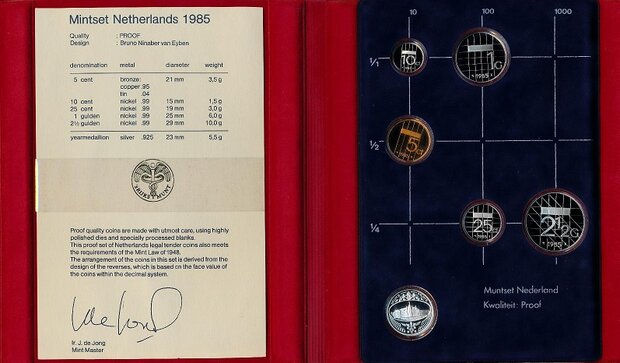 Mintset Netherlands 1985
Quality : PROOF
Design : Bruno Ninaber van Eyben
denomination metal diameter weight
5 cent bronze: 21 mm 3,5 g
copper .95
tin .04
10 cent nickel .99 15 mm 1,5 g
25 cent nickel .99 19 mm 3,0 g
1 gulden nickel .99 25 mm 6,0 g
2½ gulden nickel .99 29 mm 10,0 g
yearmedallion silver .925 23 mm 5,5 g
'S RIJKS MUNT
Proof quality coins are made with utmost care, using highly
polished dies and specially processed blanks.
This proof set of Netherlands legal tender coins also meets
the requirements of the Mint Law of 1948.
The arrangement of the coins in this set is derived from the
design of the reverses, which is based on the face value of
the coins within the decimal system.
Ir. J. de Jong
Mint Master
10 100 1000
1/1
10
1G
1985
1/2
5c
1/4
25
2½G
1985
Muntset Nederland
Kwaliteit: Proof